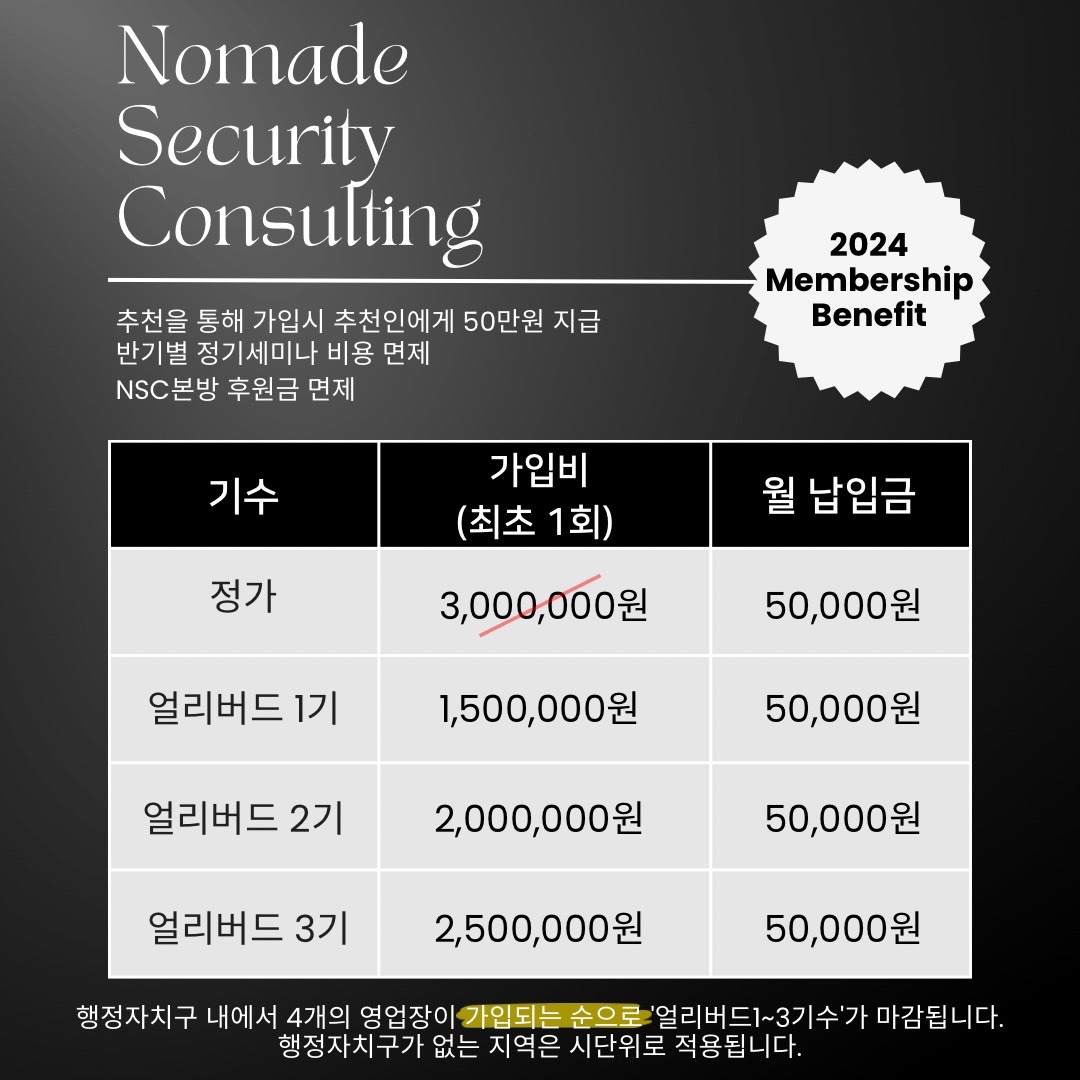 Nomade
Security
Consulting
2024
Membership
Benefit
추천을 통해 가입시 추천인에게 50만원 지급
반기별 정기세미나 비용 면제
NSC본방 후원금 면제
기수
가입비
(최초 1회)
월 납입금
정가
3,000,000원
50,000원
얼리버드 1기
1,500,000원
50,000원
얼리버드 2기
2,000,000원
50,000원
얼리버드 3기
2,500,000원
50,000원
행정자치구 내에서 4개의 영업장이 가입되는 순으로 '얼리버드1~3기수'가 마감됩니다.
행정자치구가 없는 지역은 시단위로 적용됩니다.